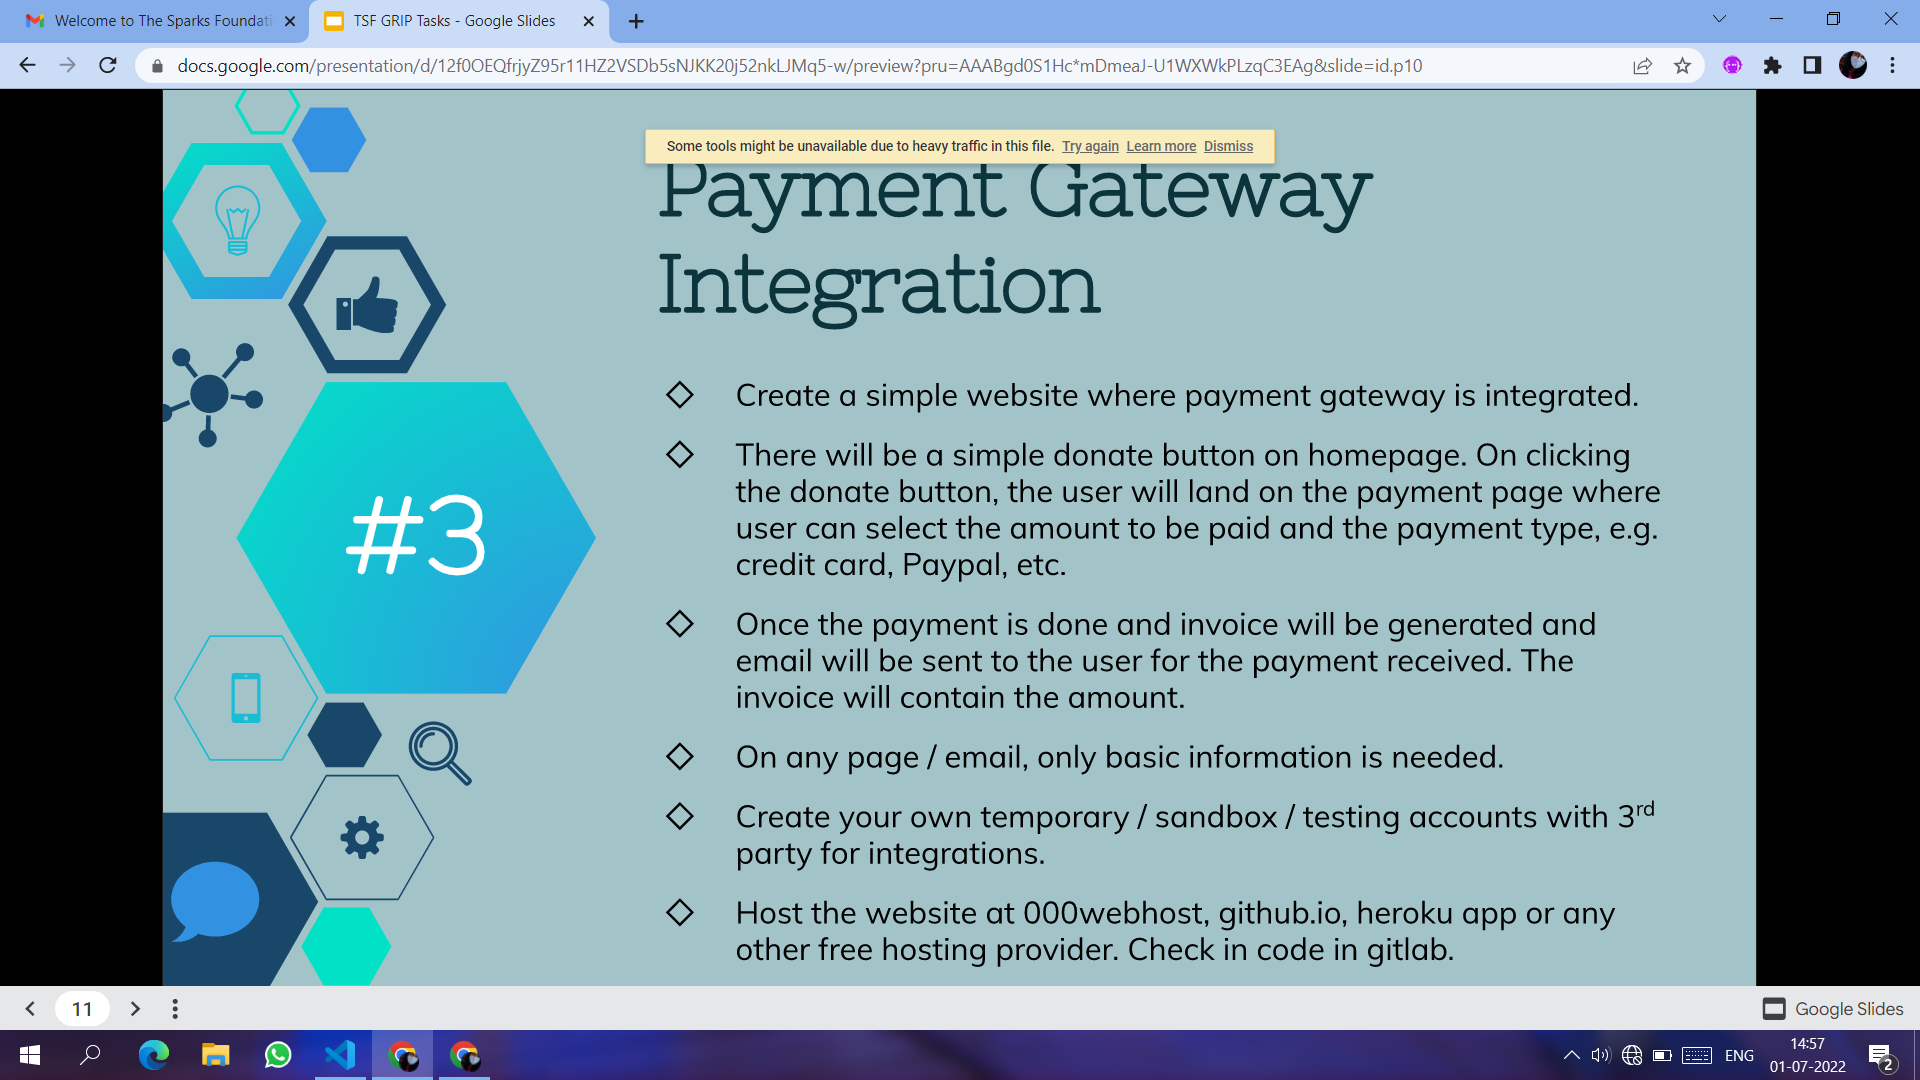 Welcome to The Sparks Foundati
TSF GRIP Tasks - Google Slides
docs.google.com/presentation/d/12f0OEQfrjyZ95r11HZ2VSDb5sNJKK20j52nkLJMq5-w/preview?pru=AAABgd0S1Hc*mDmeaJ-U1WXWkPLzqC3EAg&slide=id.p10
Some tools might be unavailable due to heavy traffic in this file. Try again Learn more Dismiss
Payment Gateway
Integration
#3
Create a simple website where payment gateway is integrated.
There will be a simple donate button on homepage. On clicking
the donate button, the user will land on the payment page where
user can select the amount to be paid and the payment type, e.g.
credit card, Paypal, etc.
Once the payment is done and invoice will be generated and
email will be sent to the user for the payment received. The
invoice will contain the amount.
On any page / email, only basic information is needed.
Create your own temporary / sandbox / testing accounts with 3rd
party for integrations.
Host the website at 000webhost, github.io, heroku app or any
other free hosting provider. Check in code in gitlab.
11
Google Slides
ENG
14:57
01-07-2022
2